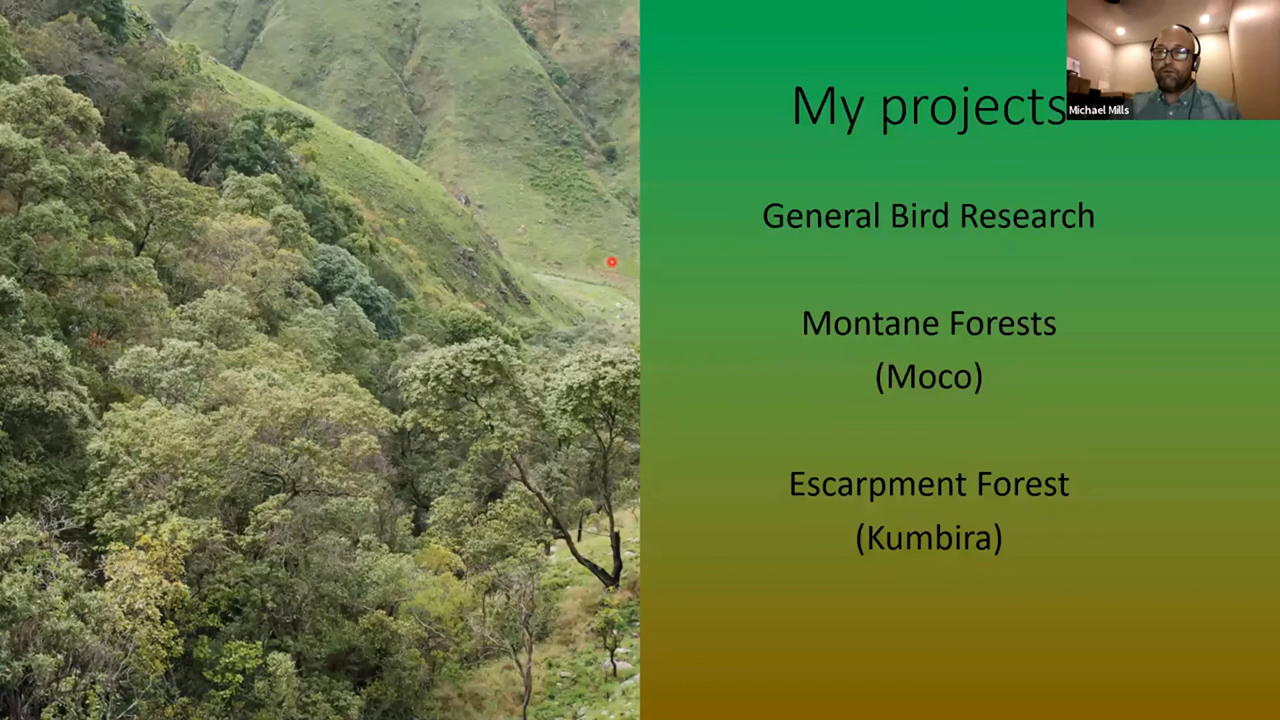 My projects
Michael Mills
General Bird Research
Montane Forests
(Moco)
Escarpment Forest
(Kumbira)